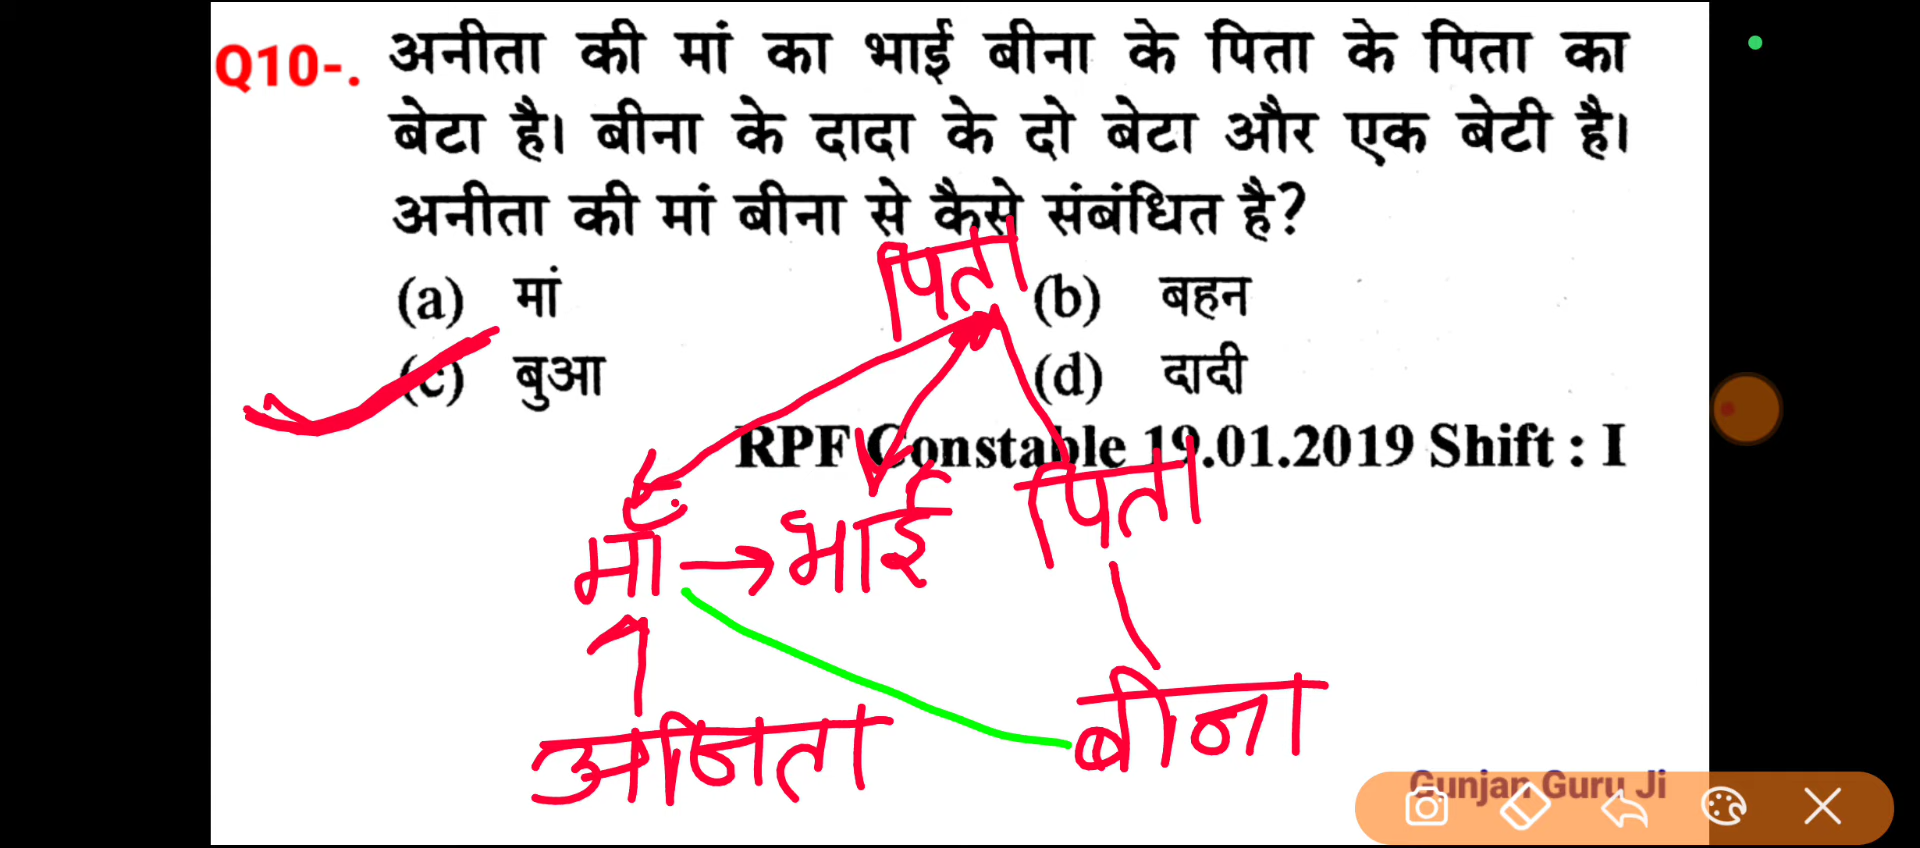 Q10-. अनीता की मां का भाई बीना के पिता के पिता का
बेटा है। बीना के दादा के दो बेटा और एक बेटी है।
अनीता की मां बीना से कैसे संबंधित है?
पिता
(a) मां (b) बहन
(c) बुआ (d) दादी
RPF Constable 19.01.2019 Shift : I
माँ → भाई पिता
अनिता बीना
Gunjan Guru Ji